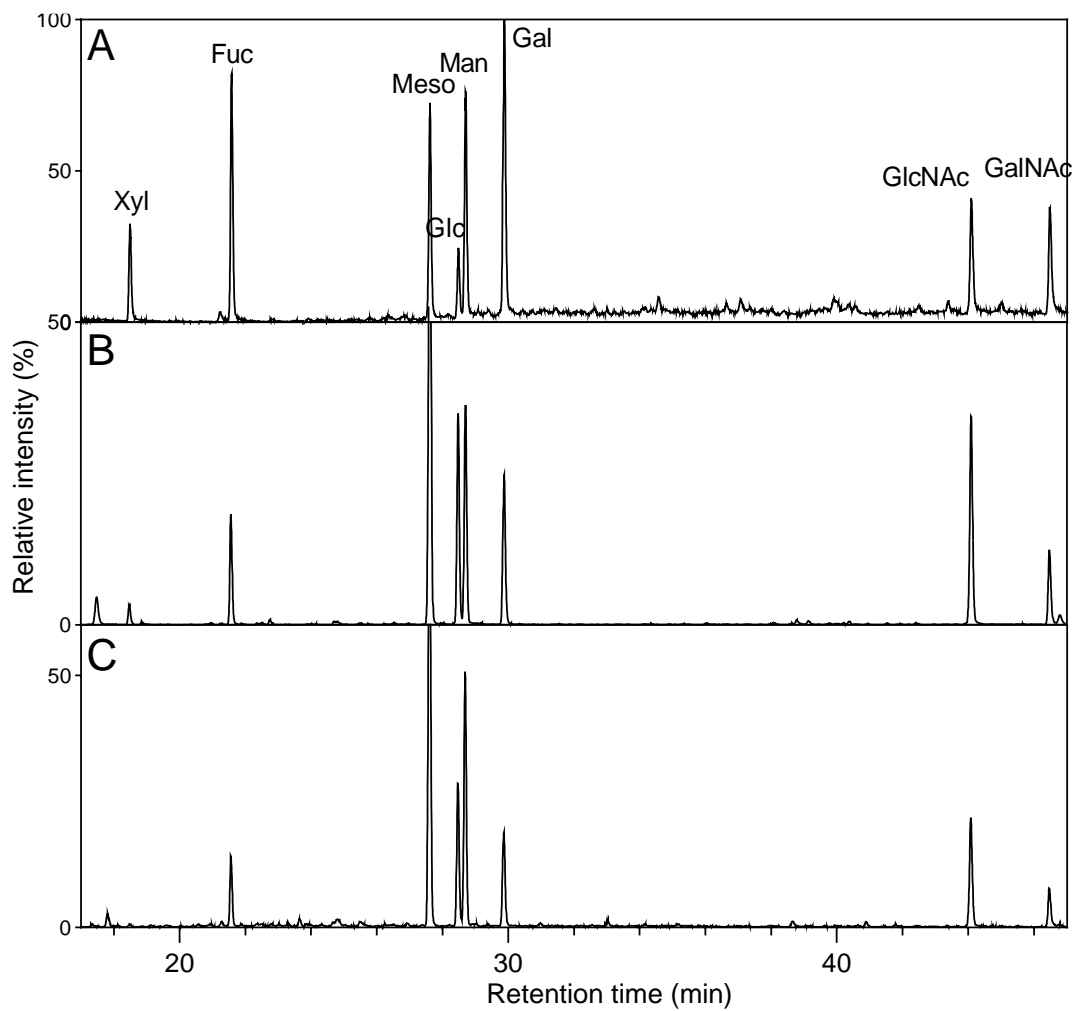 100
A
Fuc
Gal
Man
Meso
50
GlcNAc
GalNAc
Xyl
Glc
50
B
Relative intensity (%)
0
C
50
0
20
30
40
Retention time (min)